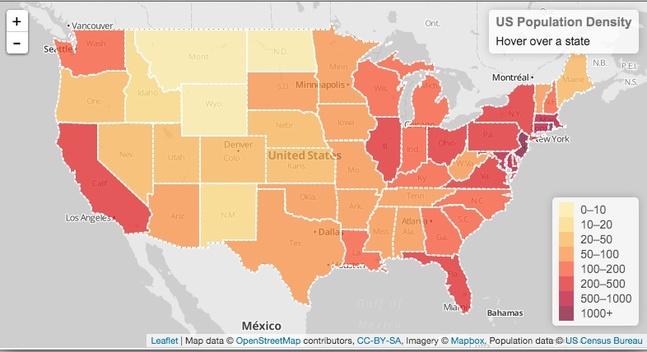 +
−
US Population Density
Hover over a state
Vancouver
Ont.
Seattle
Wash
Mont.
N.D.
Minn.
Montréal
N.B.
P.E.I.
N.S.
Maine
Ore.
Idaho
Wyo.
S.D.
Minneapolis
Wis.
N.Y.
Iowa
Nebr.
Chicago
Ohio
Pa.
New York
Nev.
Utah
Denver
Colo.
United States
Kans.
Mo.
Ind.
W.Va.
Ky.
Calif
Los Angeles
Ariz.
N.M.
Okla.
Ark.
Tenn
N.C.
S.C.
Atlanta
Miss.
Ala.
Ga.
Dallas
Tex.
La.
Houston
Fla.
Gulf of
Miami
Bahamas
México
0–10
10–20
20–50
50–100
100–200
200–500
500–1000
1000+
Leaflet | Map data © OpenStreetMap contributors, CC-BY-SA, Imagery © Mapbox, Population data © US Census Bureau